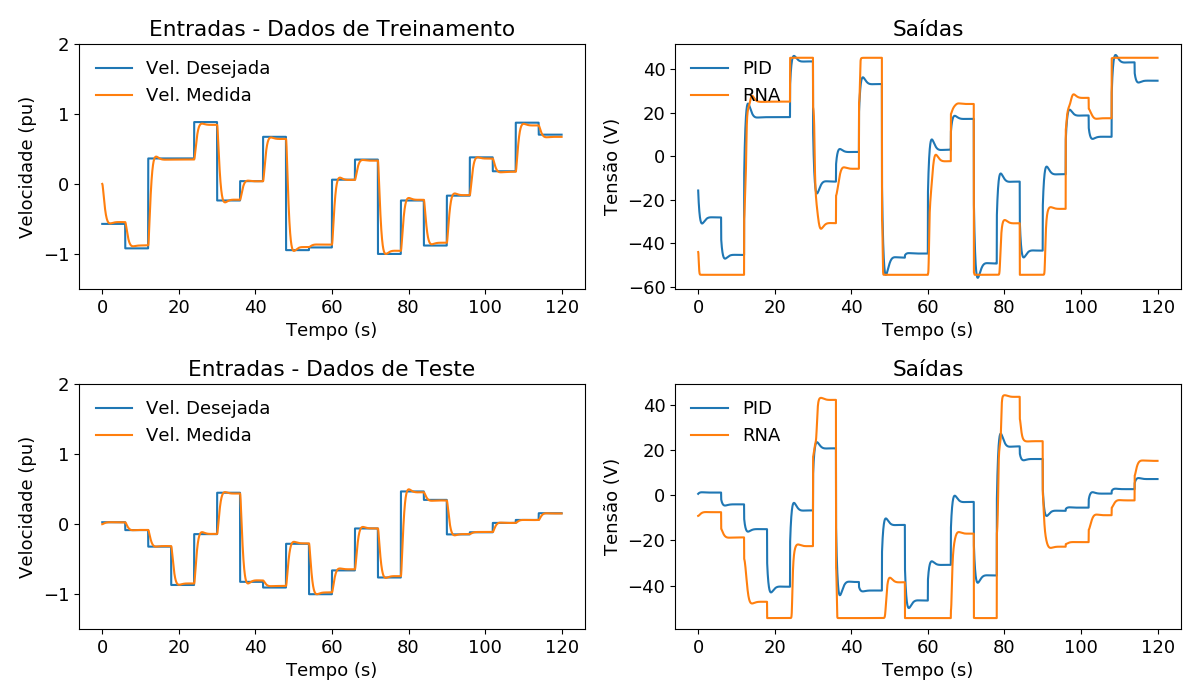 Entradas - Dados de Treinamento
Vel. Desejada
Vel. Medida
Velocidade (pu)
2
1
0
−1
0 20 40 60 80 100 120
Tempo (s)
Saídas
PID
RNA
Tensão (V)
40
20
0
−20
−40
−60
0 20 40 60 80 100 120
Tempo (s)
Entradas - Dados de Teste
Vel. Desejada
Vel. Medida
Velocidade (pu)
2
1
0
−1
0 20 40 60 80 100 120
Tempo (s)
Saídas
PID
RNA
Tensão (V)
40
20
0
−20
−40
0 20 40 60 80 100 120
Tempo (s)